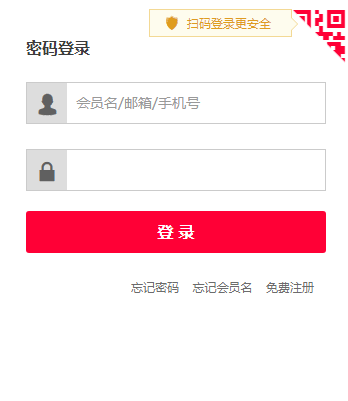 扫码登录更安全
密码登录
会员名/邮箱/手机号
登 录
忘记密码 忘记会员名 免费注册